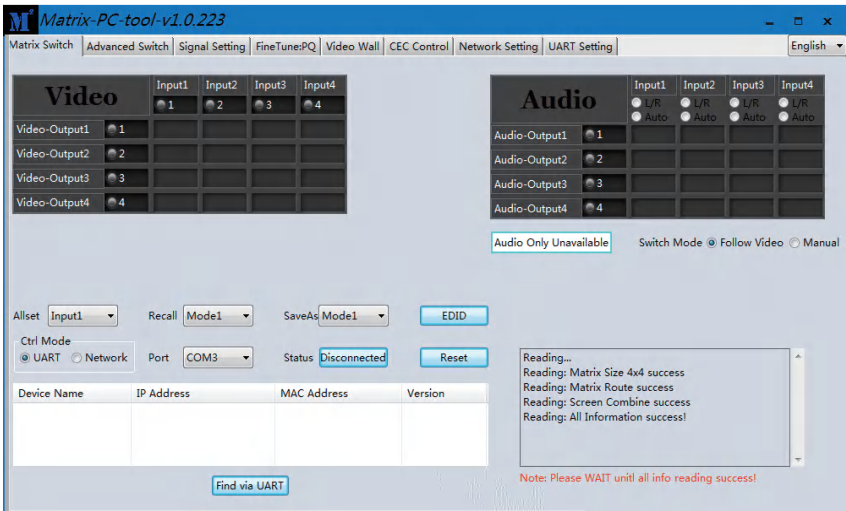 M Matrix-PC-tool-v1.0.223
Matrix Switch Advanced Switch Signal Setting FineTune:PQ Video Wall CEC Control Network Setting UART Setting English
Video Input1 Input2 Input3 Input4
1 2 3 4
Video-Output1 1
Video-Output2 2
Video-Output3 3
Video-Output4 4
Audio Input1 Input2 Input3 Input4
L/R L/R L/R L/R
Auto Auto Auto Auto
Audio-Output1 1
Audio-Output2 2
Audio-Output3 3
Audio-Output4 4
Audio Only Unavailable Switch Mode Follow Video Manual
Allset Input1 Recall Mode1 SaveAs Mode1 EDID
Ctrl Mode
UART Network Port COM3 Status Disconnected Reset
Device Name IP Address MAC Address Version
Find via UART
Reading...
Reading: Matrix Size 4x4 success
Reading: Matrix Route success
Reading: Screen Combine success
Reading: All Information success!
Note: Please WAIT unitl all info reading success!